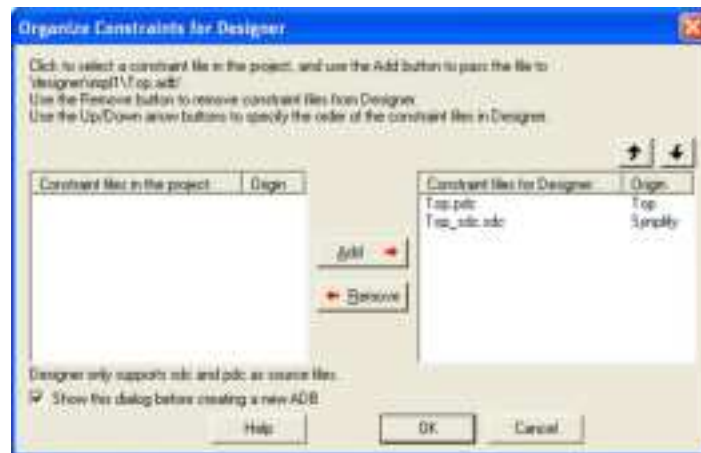 Organize Constraints for Designer
Click to select a constraint file in the project, and use the Add button to pass the file to
'designer\impl1\Top.adb'
Use the Remove button to remove constraint files from Designer.
Use the Up/Down arrow buttons to specify the order of the constraint files in Designer.
Constraint files in the project Origin
Constraint files for Designer Origin
Top.pdc Top
Top_sdc.sdc Synplify
Add
Remove
Designer only supports sdc and pdc as source files.
Show this dialog before creating a new ADB
Help OK Cancel